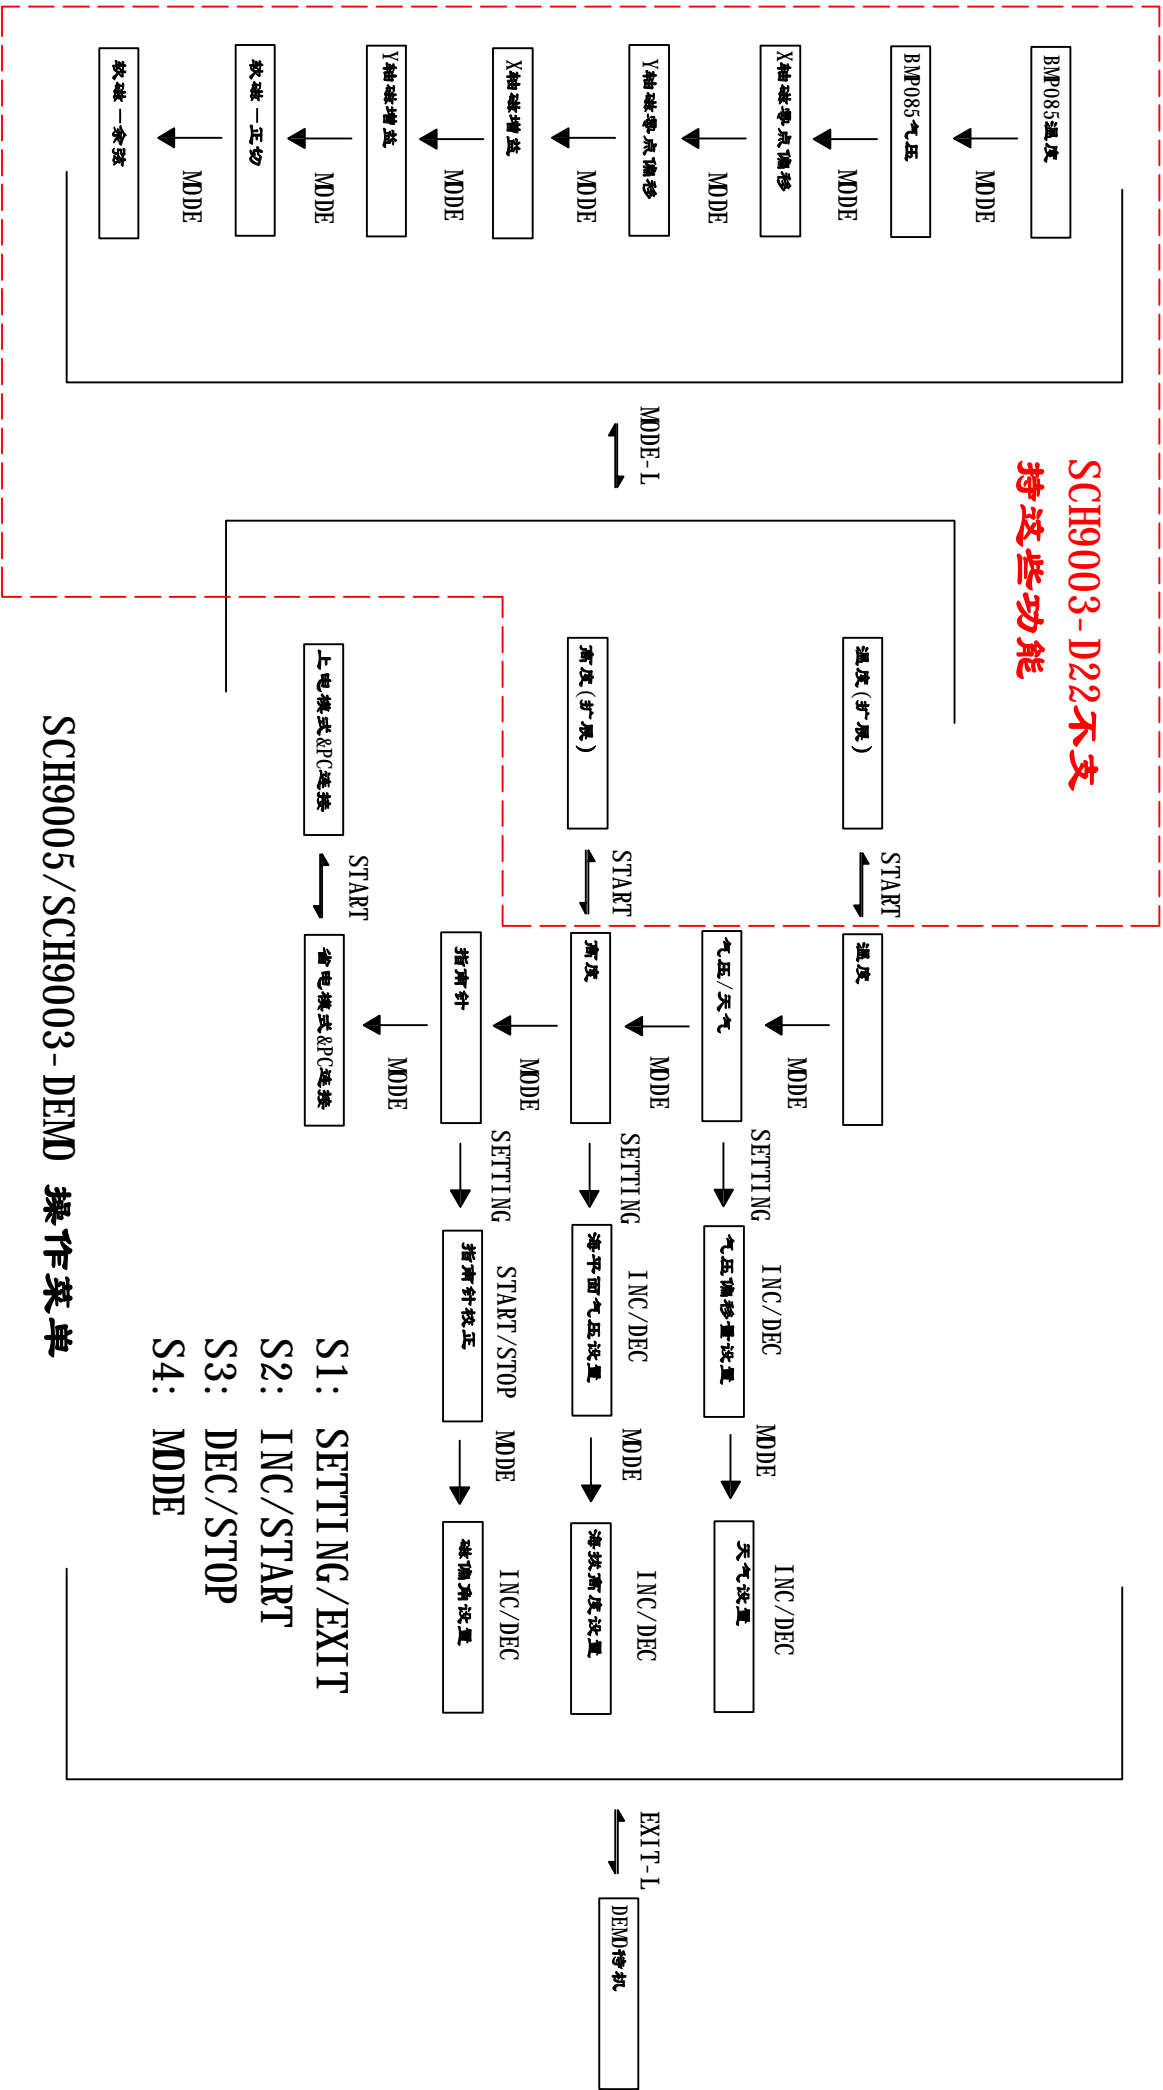 BMP085温度
MODE
BMP085气压
MODE
X轴磁零点偏移
MODE
Y轴磁零点偏移
MODE
X轴磁增益
MODE
Y轴磁增益
MODE
软磁一正切
MODE
软磁一余弦
MODE-L
SCH9003-D22不支
持这些功能
温度(扩展)
高度(扩展)
上电模式&PC连接
START
START
START
温度
MODE
气压/天气
MODE
高度
MODE
指南针
MODE
省电模式&PC连接
SETTING
INC/DEC
气压偏移量设置
MODE
INC/DEC
天气设置
SETTING
INC/DEC
海平面气压设置
MODE
INC/DEC
海拔高度设置
SETTING
START/STOP
指南针校正
MODE
INC/DEC
磁偏角设置
EXIT-L
DEMO待机
S1: SETTING/EXIT
S2: INC/START
S3: DEC/STOP
S4: MODE
SCH9005/SCH9003-DEMO 操作菜单